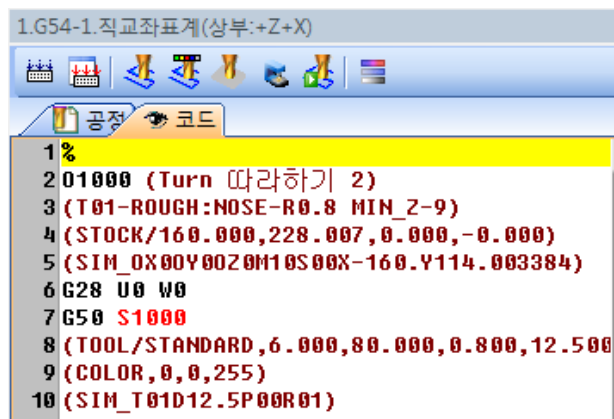 1.G54-1.직교좌표계(상부:+Z+X)
공정 코드
1 %
2 O1000 (Turn 따라하기 2)
3 (T01-ROUGH:NOSE-R0.8 MIN_Z-9)
4 (STOCK/160.000,228.007,0.000,-0.000)
5 (SIM_OX0OY0OZ0M10S00X-160.Y114.003384)
6 G28 U0 W0
7 G50 S1000
8 (TOOL/STANDARD,6.000,80.000,0.800,12.500
9 (COLOR,0,0,255)
10 (SIM_T01D12.5P00R01)